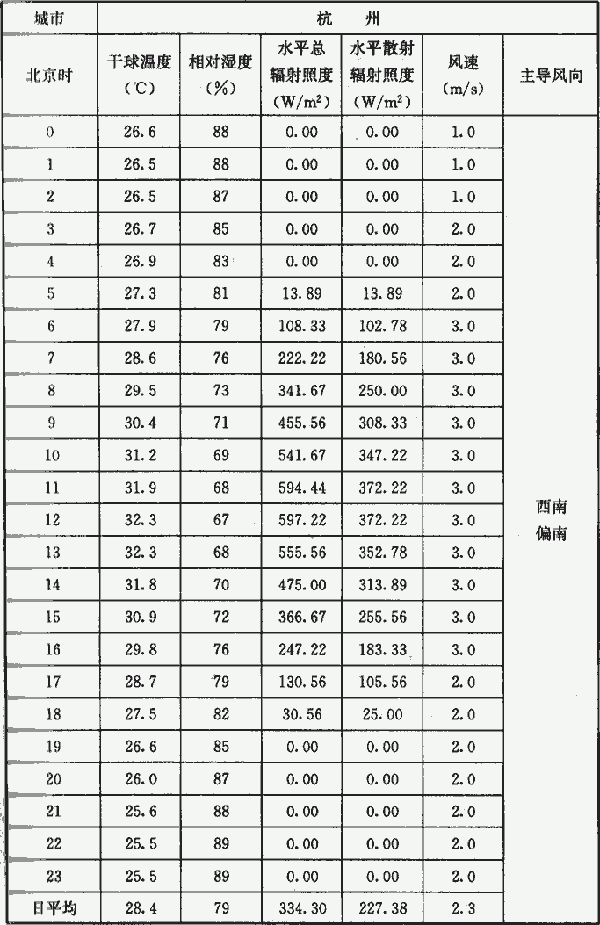 城市 杭 州
北京时 干球温度(℃) 相对湿度(%) 水平总辐射照度(W/m²) 水平散射辐射照度(W/m²) 风速(m/s) 主导风向
0 26.6 88 0.00 0.00 1.0
1 26.5 88 0.00 0.00 1.0
2 26.5 87 0.00 0.00 1.0
3 26.7 85 0.00 0.00 2.0
4 26.9 83 0.00 0.00 2.0
5 27.3 81 13.89 13.89 2.0
6 27.9 79 108.33 102.78 3.0
7 28.6 76 222.22 180.56 3.0
8 29.5 73 341.67 250.00 3.0
9 30.4 71 455.56 308.33 3.0
10 31.2 69 541.67 347.22 3.0
11 31.9 68 594.44 372.22 3.0
12 32.3 67 597.22 372.22 3.0
13 32.3 68 555.56 352.78 3.0
14 31.8 70 475.00 313.89 3.0
15 30.9 72 366.67 255.56 3.0
16 29.8 76 247.22 183.33 3.0
17 28.7 79 130.56 105.56 2.0
18 27.5 82 30.56 25.00 2.0
19 26.6 85 0.00 0.00 2.0
20 26.0 87 0.00 0.00 2.0
21 25.6 88 0.00 0.00 2.0
22 25.5 89 0.00 0.00 2.0
23 25.5 89 0.00 0.00 2.0
日平均 28.4 79 334.30 227.38 2.3
西南
偏南